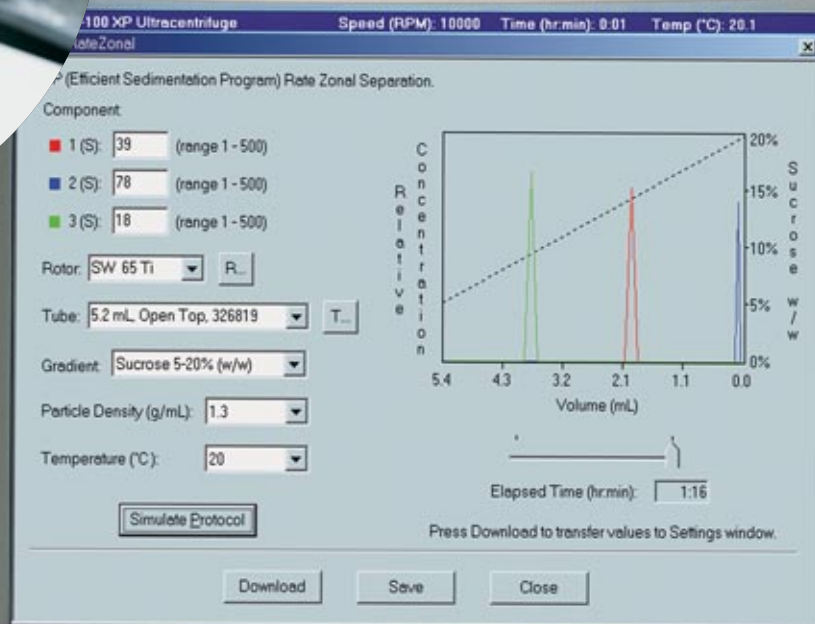 -100 XP Ultracentrifuge Speed (RPM): 10000 Time (hr:min): 0:01 Temp (°C): 20.1
RateZonal
P (Efficient Sedimentation Program) Rate Zonal Separation.
Component:
1 (S): 39 (range 1 - 500)
2 (S): 78 (range 1 - 500)
3 (S): 18 (range 1 - 500)
Rotor: SW 65 Ti R...
Tube: 5.2 mL, Open Top, 326819 T...
Gradient: Sucrose 5-20% (w/w)
Particle Density (g/mL): 1.3
Temperature (°C): 20
Simulate Protocol
Relative
Concentration
20%
15%
10%
5%
0%
Sucrose w/w
5.4 4.3 3.2 2.1 1.1 0.0
Volume (mL)
Elapsed Time (hr:min): 1:16
Press Download to transfer values to Settings window.
Download Save Close